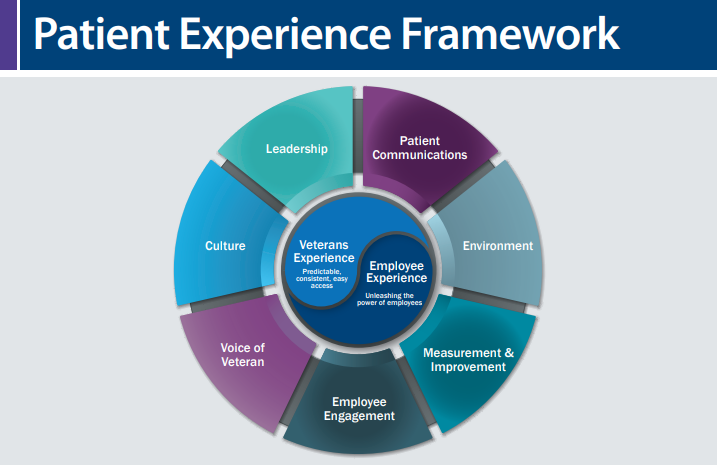 Patient Experience Framework
Leadership
Patient
Communications
Culture
Environment
Veterans
Experience
Predictable,
consistent, easy
access
Employee
Experience
Unleashing the
power of employees
Voice of
Veteran
Measurement &
Improvement
Employee
Engagement